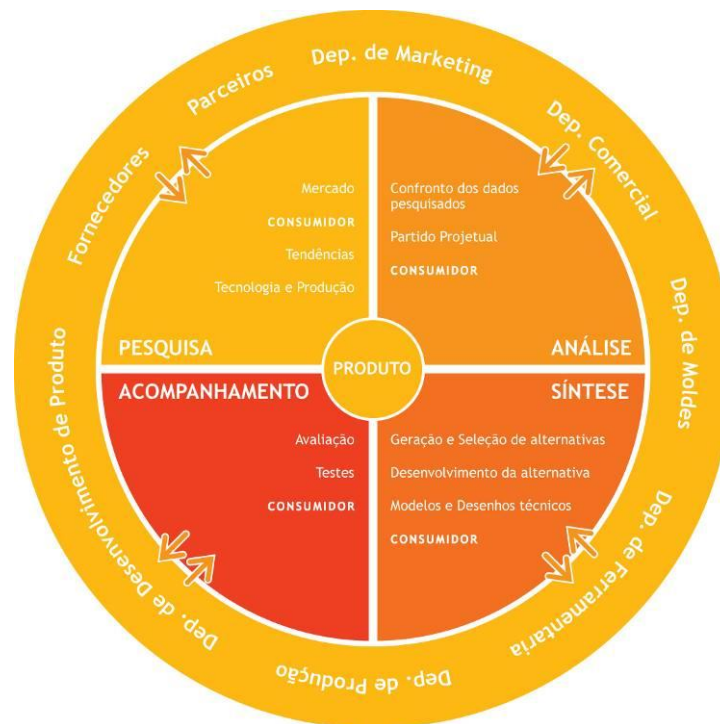 Dep. de Marketing
Dep. Comercial
Dep. de Moldes
Dep. de Ferramentaria
Dep. de Produção
Dep. de Desenvolvimento de Produto
Fornecedores
Parceiros
Mercado
CONSUMIDOR
Tendências
Tecnologia e Produção
PESQUISA
Confronto dos dados
pesquisados
Partido Projetual
CONSUMIDOR
ANÁLISE
PRODUTO
ACOMPANHAMENTO
Avaliação
Testes
CONSUMIDOR
SÍNTESE
Geração e Seleção de alternativas
Desenvolvimento da alternativa
Modelos e Desenhos técnicos
CONSUMIDOR